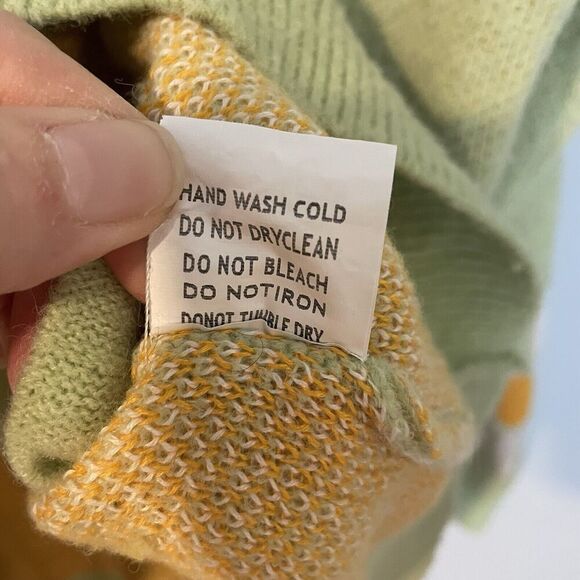 HAND WASH COLD
DO NOT DRYCLEAN
DO NOT BLEACH
DO NOTIRON
DONOT TUMBLE DRY